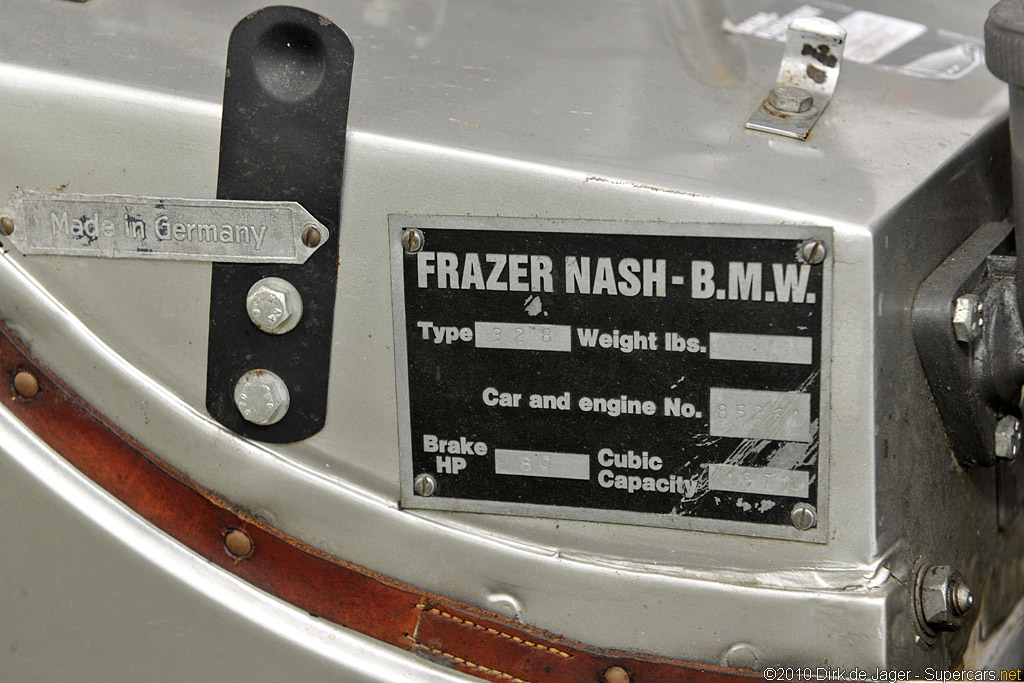 Made in Germany
FRAZER NASH - B.M.W.
Type 328 Weight lbs.
Car and engine No.
Brake HP 80 Cubic Capacity
©2010 Dirk de Jager - Supercars.net